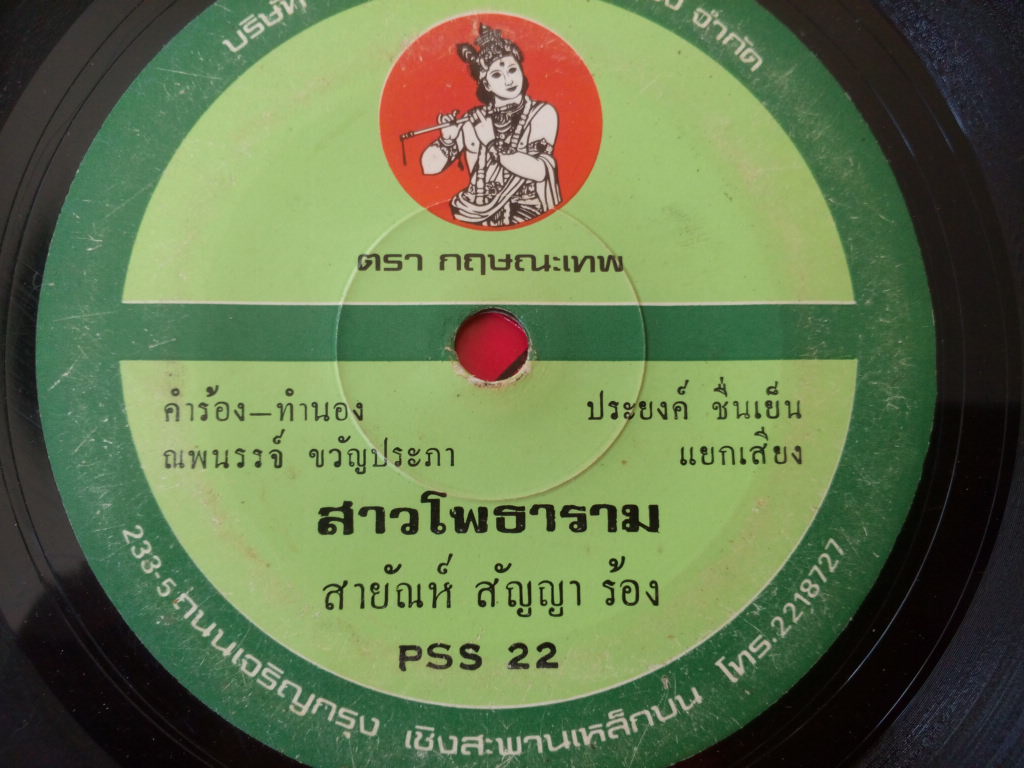 บริษัท จำกัด
ตรา กฤษณะเทพ
คำร้อง–ทำนอง ประยงค์ ชื่นเย็น
ณพนรรจ์ ขวัญประภา แยกเสียง
สาวโพธาราม
สายัณห์ สัญญา ร้อง
PSS 22
233-5 ถนนเจริญกรุง เชิงสะพานเหล็กบน โทร.2218727